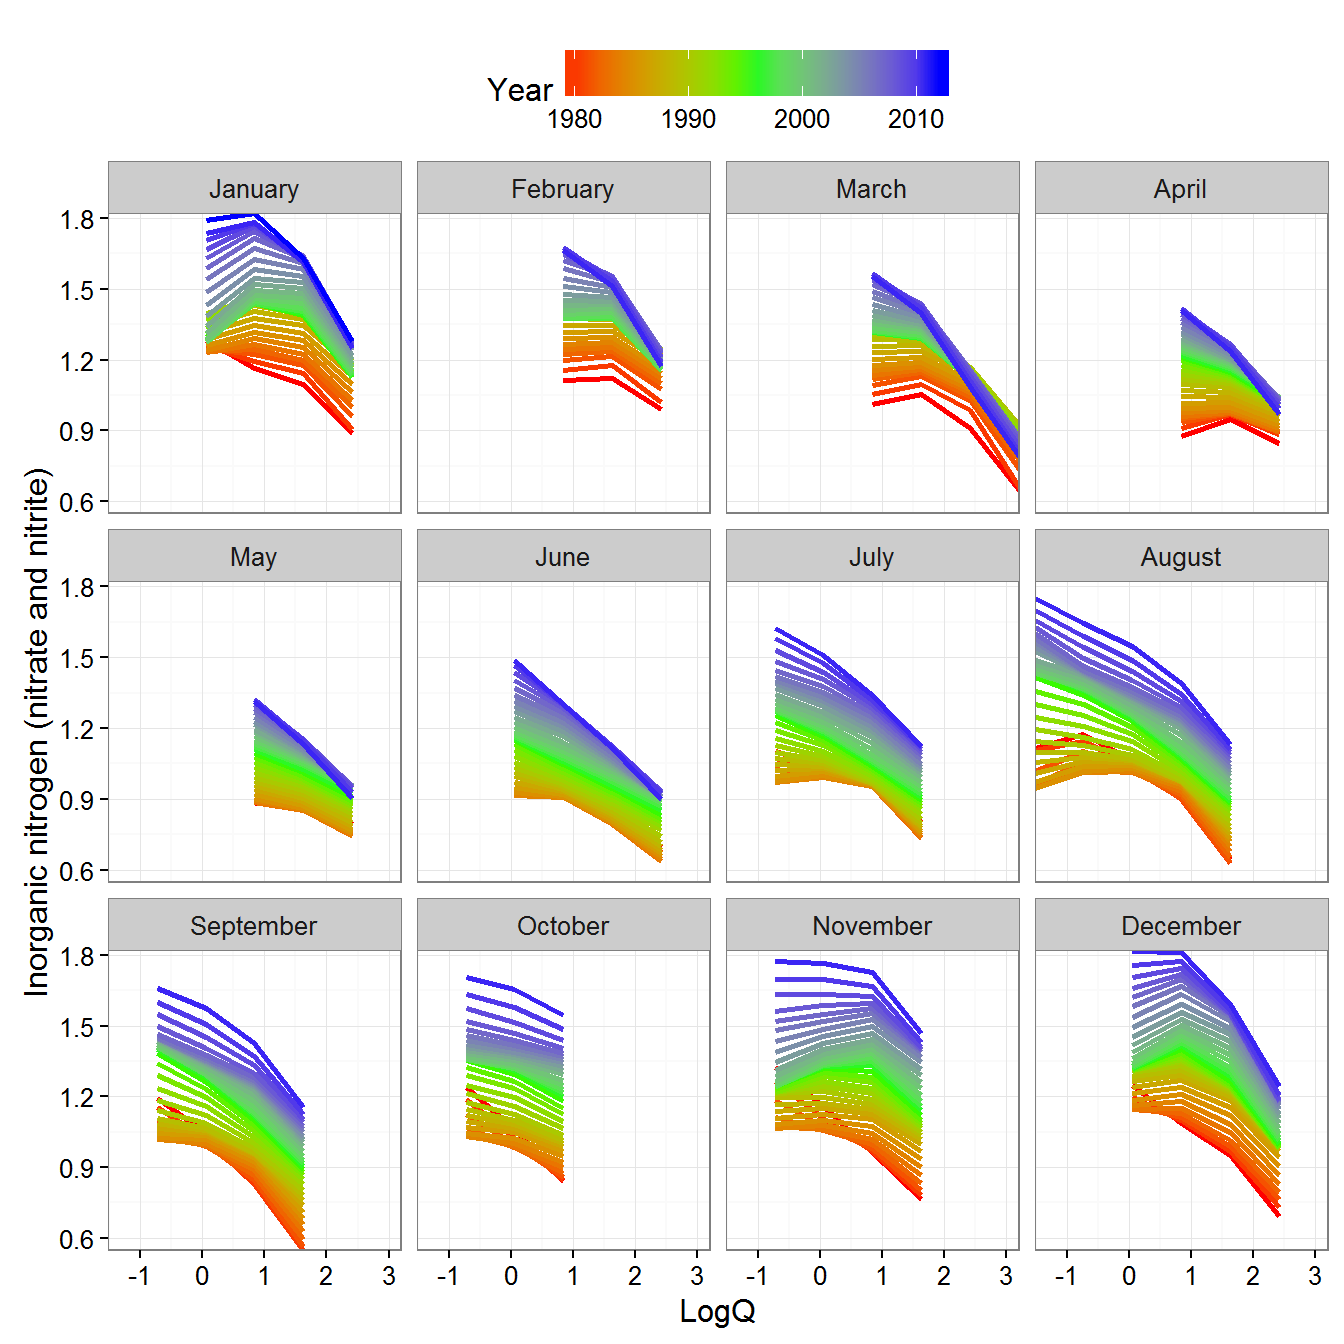 Year
1980 1990 2000 2010
January February March April
1.8
1.5
1.2
0.9
0.6
May June July August
1.8
1.5
1.2
0.9
0.6
September October November December
1.8
1.5
1.2
0.9
0.6
Inorganic nitrogen (nitrate and nitrite)
-1 0 1 2 3 -1 0 1 2 3 -1 0 1 2 3 -1 0 1 2 3
LogQ